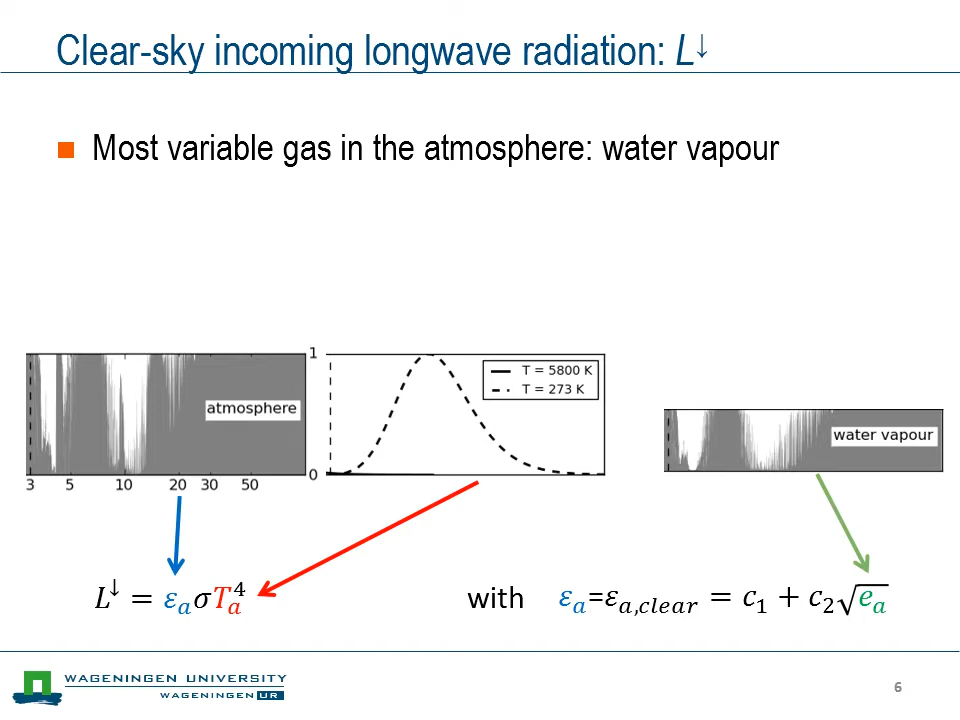 Clear-sky incoming longwave radiation: L↓
Most variable gas in the atmosphere: water vapour
atmosphere
3 5 10 20 30 50
1
0
T = 5800 K
T = 273 K
water vapour
L↓ = εₐσTₐ⁴ with εₐ=εₐ,clear = c₁ + c₂√eₐ
WAGENINGEN UNIVERSITY
WAGENINGEN UR
6